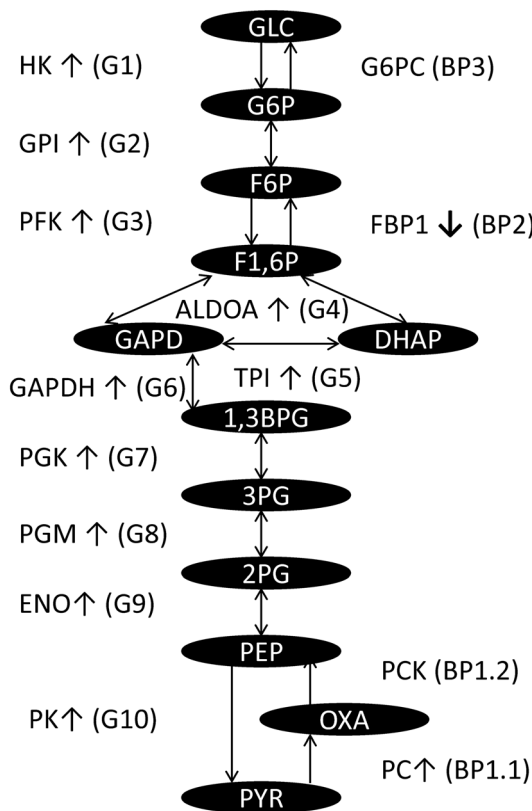 GLC
HK ↑ (G1)
G6PC (BP3)
G6P
GPI ↑ (G2)
F6P
PFK ↑ (G3)
FBP1 ↓ (BP2)
F1,6P
ALDOA ↑ (G4)
GAPD
DHAP
GAPDH ↑ (G6)
TPI ↑ (G5)
1,3BPG
PGK ↑ (G7)
3PG
PGM ↑ (G8)
2PG
ENO↑ (G9)
PEP
PCK (BP1.2)
PK↑ (G10)
OXA
PC↑ (BP1.1)
PYR